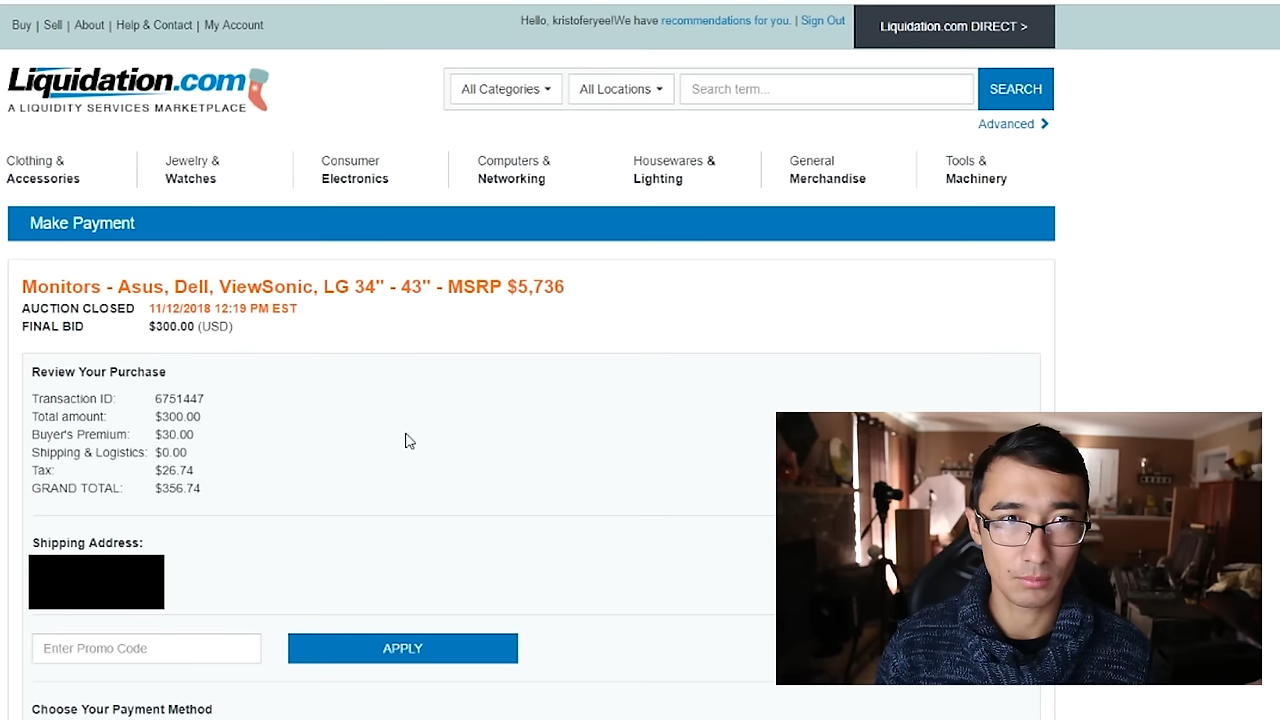 Buy | Sell | About | Help & Contact | My Account
Hello, kristoferyee!We have recommendations for you. | Sign Out
Liquidation.com DIRECT >
Liquidation.com
A LIQUIDITY SERVICES MARKETPLACE
All Categories
All Locations
Search term...
SEARCH
Advanced
Clothing &
Accessories
Jewelry &
Watches
Consumer
Electronics
Computers &
Networking
Housewares &
Lighting
General
Merchandise
Tools &
Machinery
Make Payment
Monitors - Asus, Dell, ViewSonic, LG 34" - 43" - MSRP $5,736
AUCTION CLOSED 11/12/2018 12:19 PM EST
FINAL BID $300.00 (USD)
Review Your Purchase
Transaction ID: 6751447
Total amount: $300.00
Buyer's Premium: $30.00
Shipping & Logistics: $0.00
Tax: $26.74
GRAND TOTAL: $356.74
Shipping Address:
Enter Promo Code
APPLY
Choose Your Payment Method